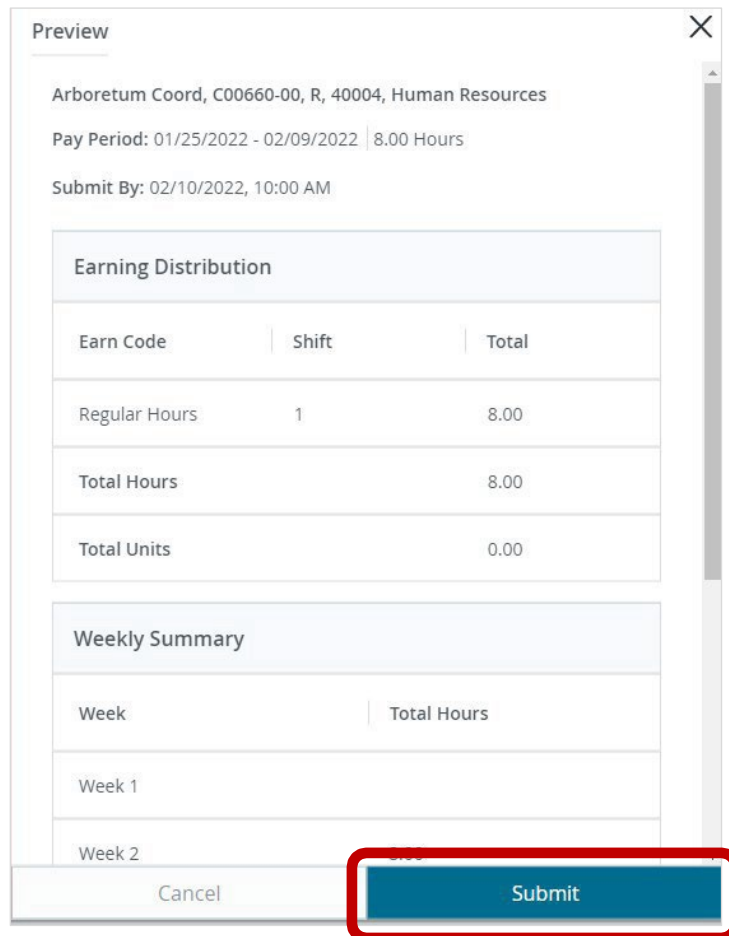 Preview
Arboretum Coord, C00660-00, R, 40004, Human Resources
Pay Period: 01/25/2022 - 02/09/2022 8.00 Hours
Submit By: 02/10/2022, 10:00 AM
Earning Distribution
Earn Code Shift Total
Regular Hours 1 8.00
Total Hours 8.00
Total Units 0.00
Weekly Summary
Week Total Hours
Week 1
Week 2
Cancel Submit